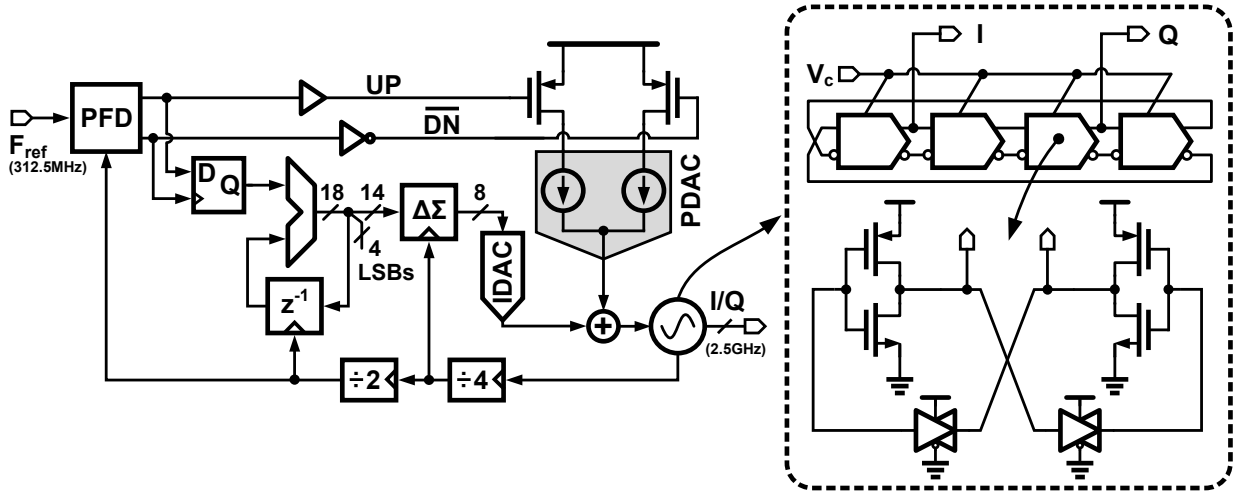 F_ref
(312.5MHz)
PFD
UP
DN
D
Q
18
14
4
LSBs
ΔΣ
8
IDAC
PDAC
z⁻¹
÷2
÷4
+
I/Q
(2.5GHz)
V_c
I
Q